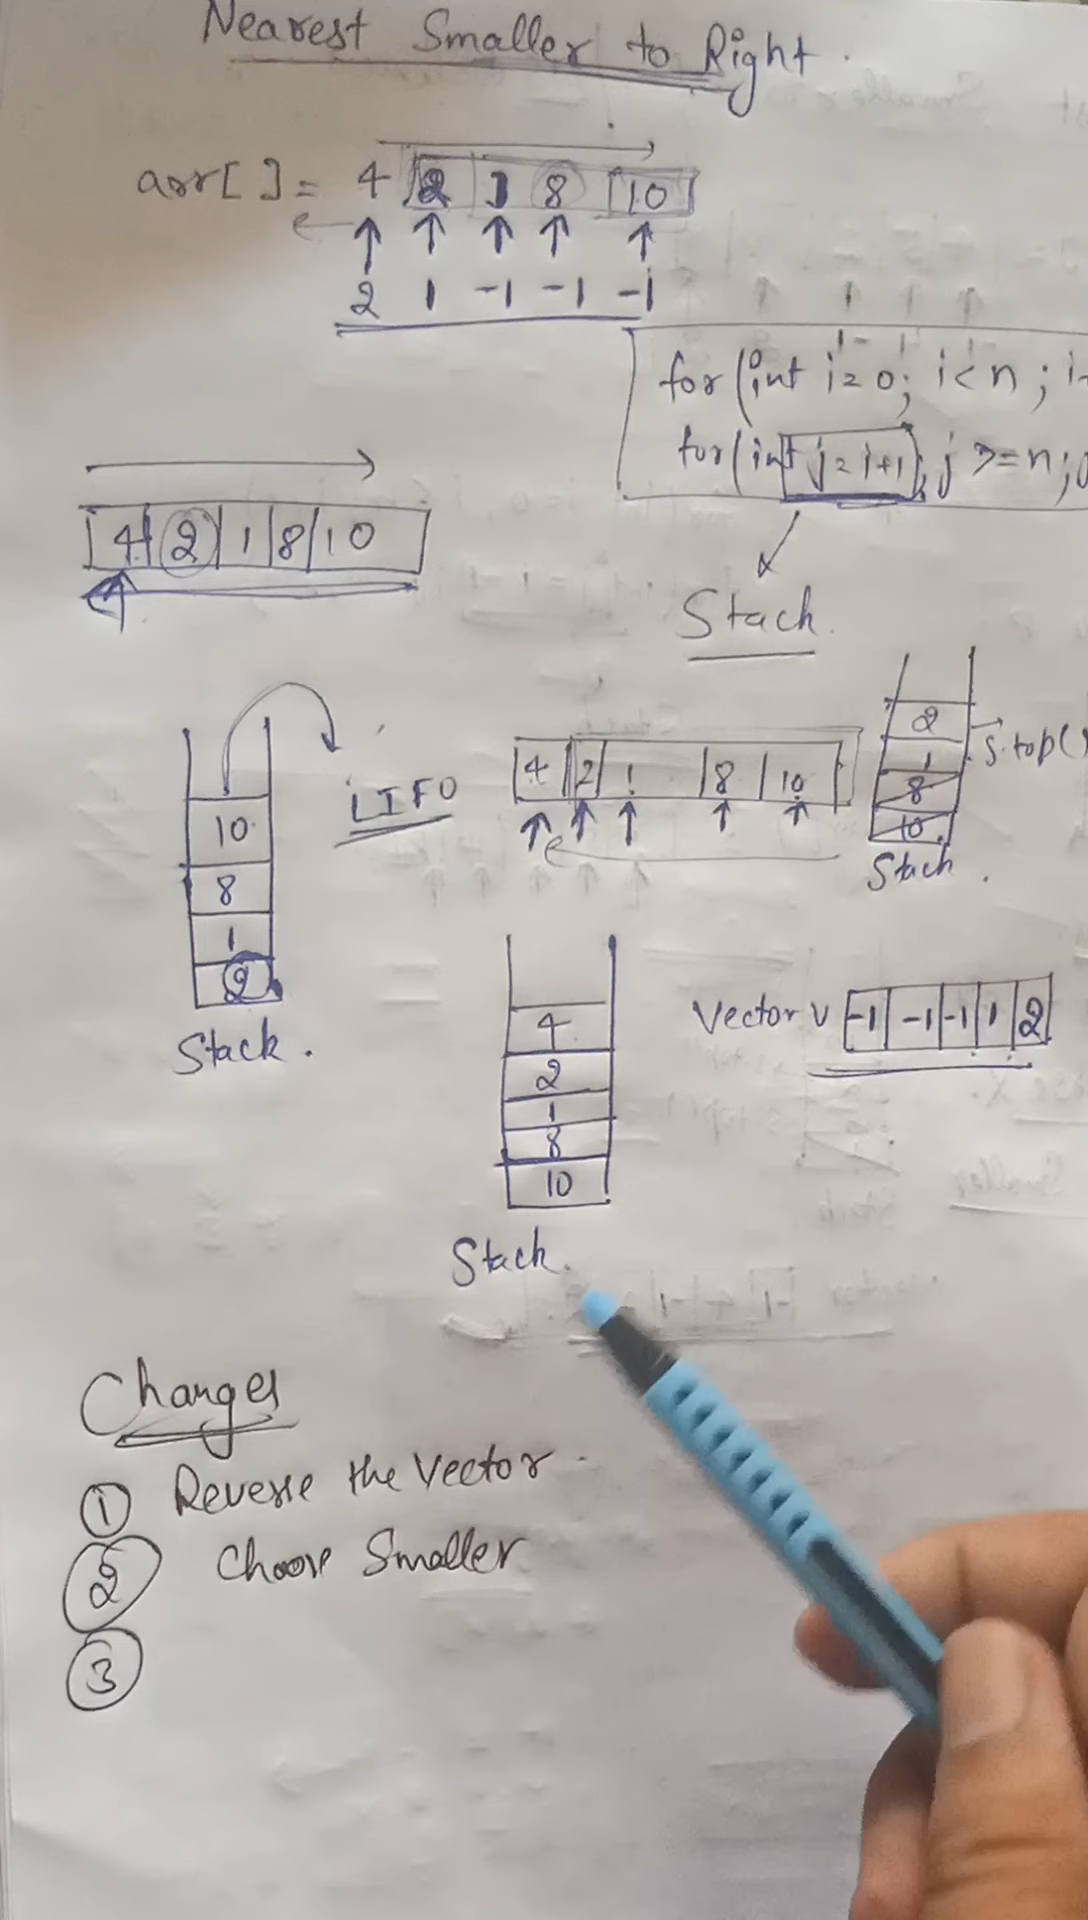 Nearest Smaller to Right.
arr[ ] = 4 2 1 8 10
2 1 -1 -1 -1
for (int i=0; i<n; i
for (int j=i+1; j >=n; j
4 2 1 8 10
Stack.
10
8
1
2
Stack.
LIFO
4 2 1 8 10
2
1
8
10
Stack.
s.top()
4
2
1
8
10
Stack.
Vector v -1 -1 -1 1 2
Changes
1 Reverse the Vector.
2 Choose Smaller
3